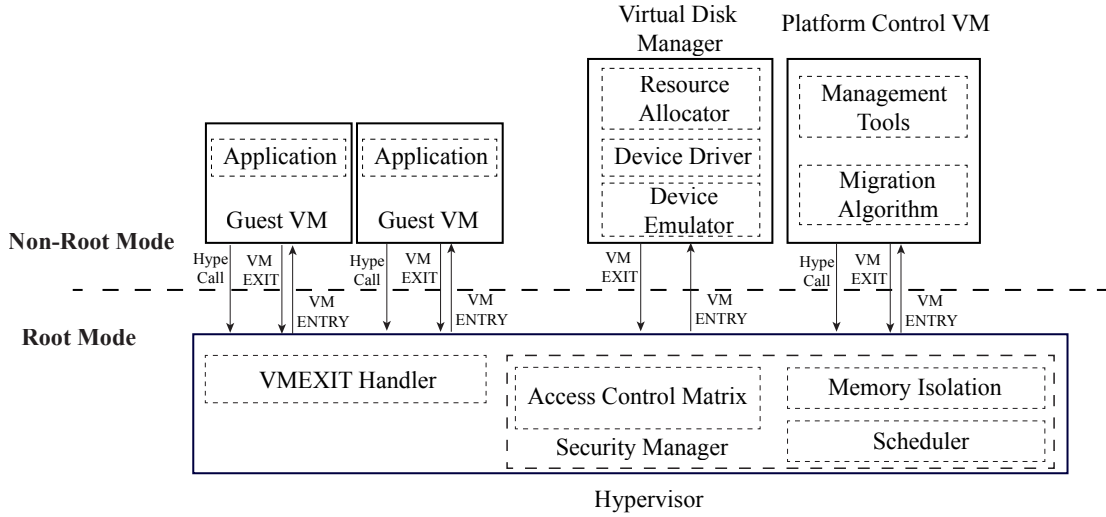 Virtual Disk
Manager
Platform Control VM
Resource
Allocator
Device Driver
Device
Emulator
Management
Tools
Migration
Algorithm
Application
Application
Guest VM
Guest VM
Non-Root Mode
Hype
Call
VM
EXIT
VM
ENTRY
Hype
Call
VM
EXIT
VM
ENTRY
VM
EXIT
VM
ENTRY
Hype
Call
VM
EXIT
VM
ENTRY
Root Mode
VMEXIT Handler
Access Control Matrix
Security Manager
Memory Isolation
Scheduler
Hypervisor